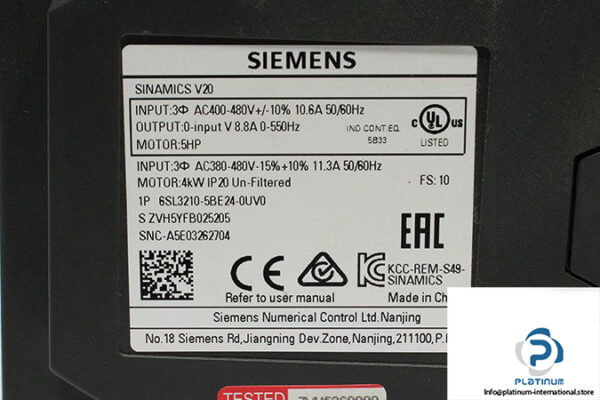 SIEMENS
SINAMICS V20
INPUT:3Φ AC400-480V+/-10% 10.6A 50/60Hz
OUTPUT:0-input V 8.8A 0-550Hz
MOTOR:5HP
IND.CONT.EQ.
5B33
C UL US
LISTED
INPUT:3Φ AC380-480V-15%+10% 11.3A 50/60Hz
MOTOR:4kW IP20 Un-Filtered
FS: 10
1P 6SL3210-5BE24-0UV0
S ZVH5YFB025205
SNC-A5E03262704
EAC
CE
KCC-REM-S49-
SINAMICS
Refer to user manual
Made in Ch
Siemens Numerical Control Ltd.Nanjing
No.18 Siemens Rd,Jiangning Dev.Zone,Nanjing,211100,P.
TESTED
PLATINUM
Info@platinum-international.store